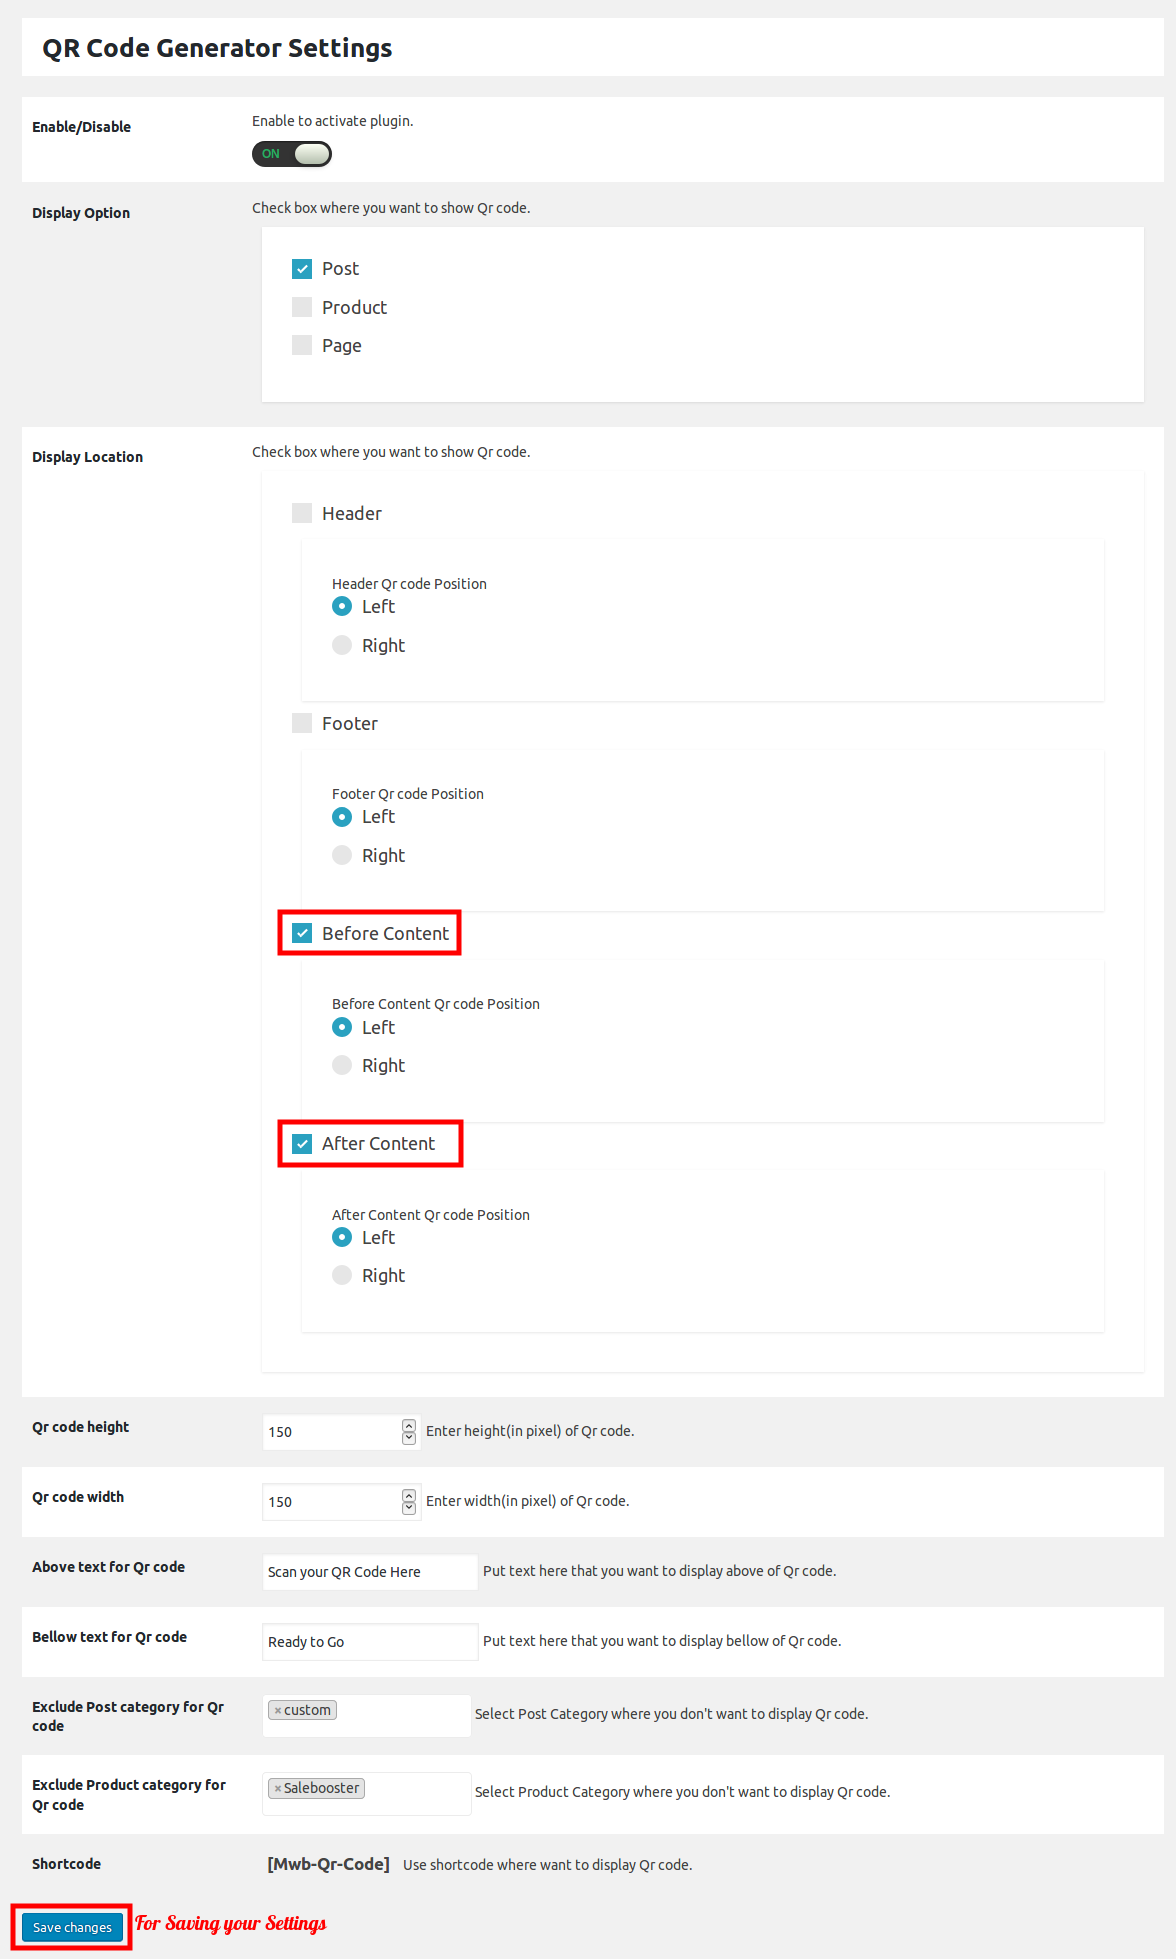 QR Code Generator Settings
Enable/Disable
Enable to activate plugin.
ON
Display Option
Check box where you want to show Qr code.
Post
Product
Page
Display Location
Check box where you want to show Qr code.
Header
Header Qr code Position
Left
Right
Footer
Footer Qr code Position
Left
Right
Before Content
Before Content Qr code Position
Left
Right
After Content
After Content Qr code Position
Left
Right
Qr code height
150
Enter height(in pixel) of Qr code.
Qr code width
150
Enter width(in pixel) of Qr code.
Above text for Qr code
Scan your QR Code Here
Put text here that you want to display above of Qr code.
Bellow text for Qr code
Ready to Go
Put text here that you want to display bellow of Qr code.
Exclude Post category for Qr
code
×custom
Select Post Category where you don't want to display Qr code.
Exclude Product category for
Qr code
×Salebooster
Select Product Category where you don't want to display Qr code.
Shortcode
[Mwb-Qr-Code]
Use shortcode where want to display Qr code.
Save changes
For Saving your Settings